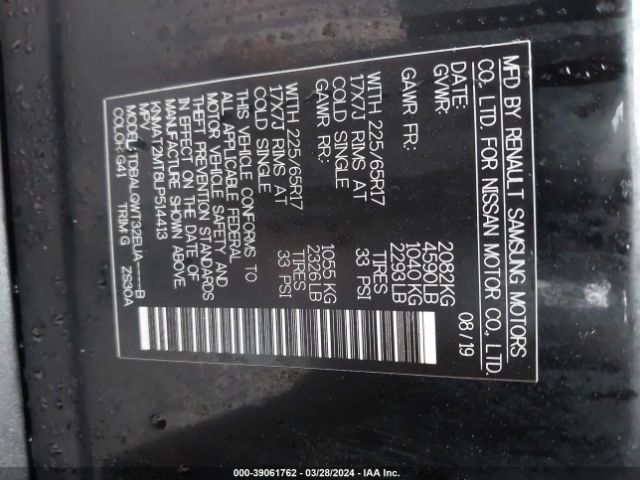 MFD BY RENAULT SAMSUNG MOTORS
CO., LTD. FOR NISSAN MOTOR CO., LTD.
DATE: 08/19
GVWR: 2082KG
4590LB
GAWR FR: 1040 KG
2293LB
WITH 225/65R17 TIRES
17X7J RIMS AT 33 PSI
COLD SINGLE
GAWR RR: 1055 KG
2326LB
WITH 225/65R17 TIRES
17X7J RIMS AT 33 PSI
COLD SINGLE
THIS VEHICLE CONFORMS TO
ALL APPLICABLE FEDERAL
MOTOR VEHICLE SAFETY AND
THEFT PREVENTION STANDARDS
IN EFFECT ON THE DATE OF
MANUFACTURE SHOWN ABOVE.
KNMAT2MT8LP514413
MPV
MODEL: TDBALQWT32EUA-----B
COLOR: G41 TRIM G ZS30A
000-39061762 | 03/28/2024 - IAA Inc.